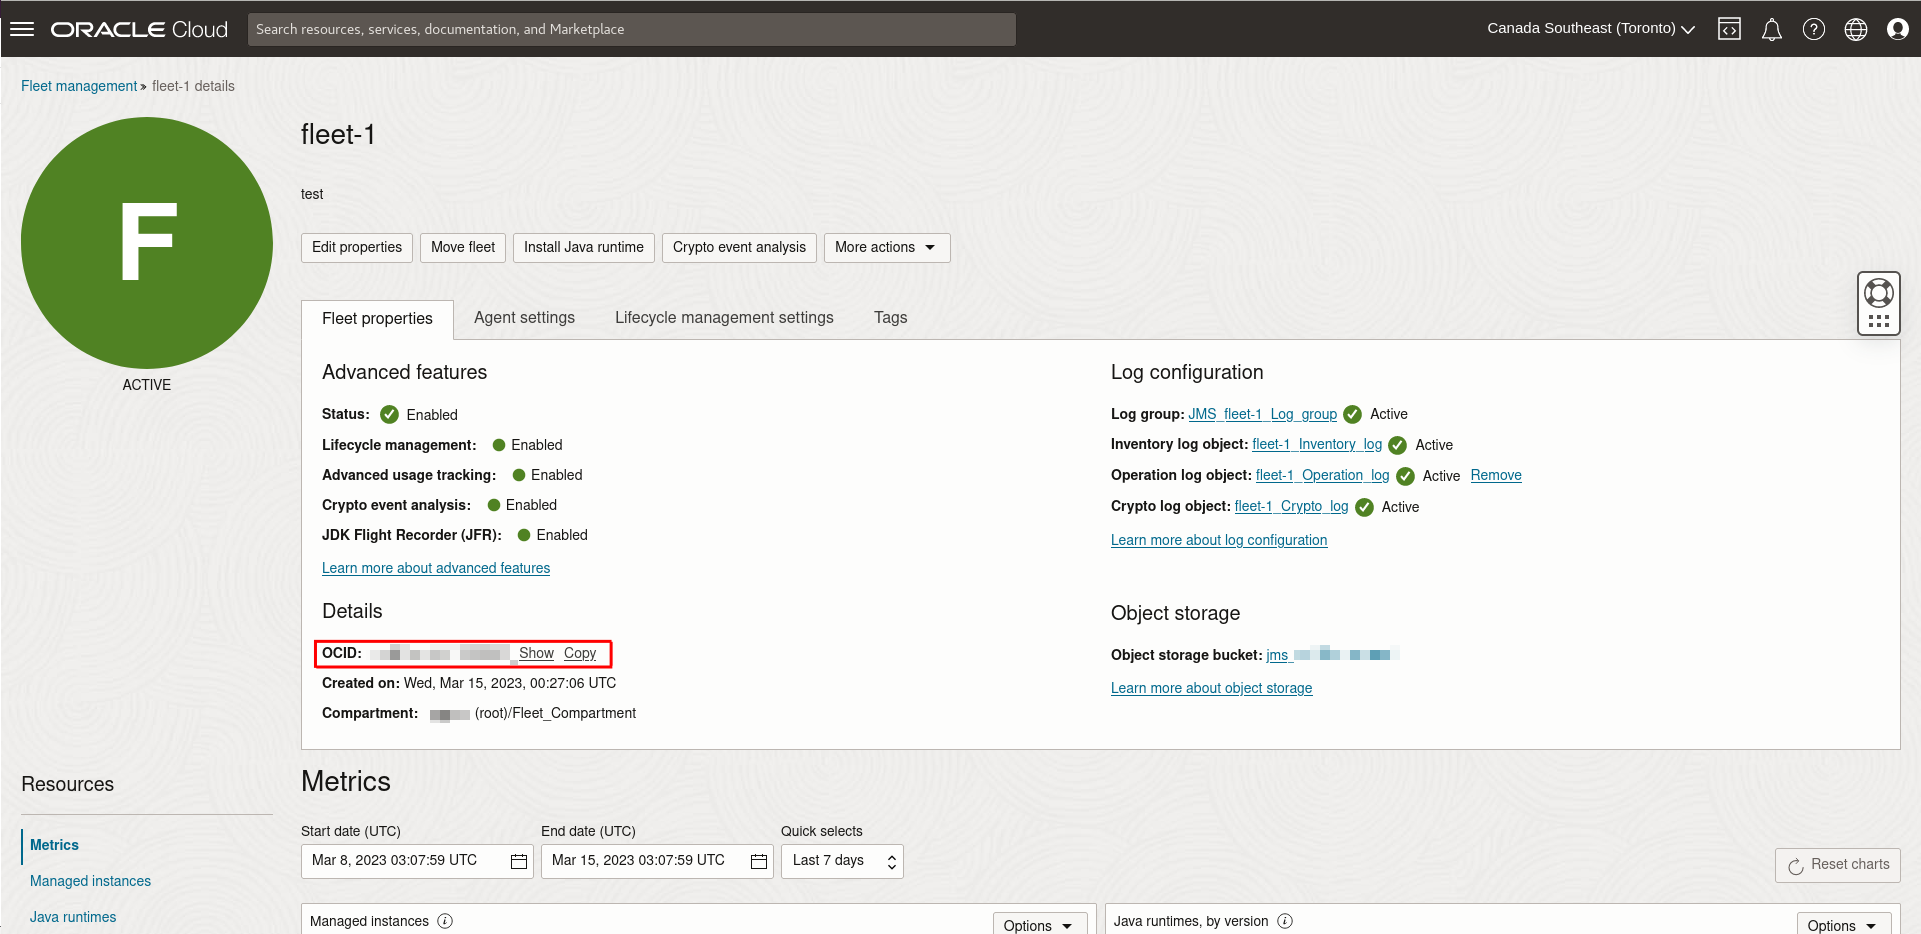 ORACLE Cloud
Search resources, services, documentation, and Marketplace
Canada Southeast (Toronto)
Fleet management » fleet-1 details
F
ACTIVE
fleet-1
test
Edit properties
Move fleet
Install Java runtime
Crypto event analysis
More actions
Fleet properties
Agent settings
Lifecycle management settings
Tags
Advanced features
Status: Enabled
Lifecycle management: Enabled
Advanced usage tracking: Enabled
Crypto event analysis: Enabled
JDK Flight Recorder (JFR): Enabled
Learn more about advanced features
Details
OCID: Show Copy
Created on: Wed, Mar 15, 2023, 00:27:06 UTC
Compartment: (root)/Fleet_Compartment
Log configuration
Log group: JMS_fleet-1_Log_group Active
Inventory log object: fleet-1_Inventory_log Active
Operation log object: fleet-1_Operation_log Active Remove
Crypto log object: fleet-1_Crypto_log Active
Learn more about log configuration
Object storage
Object storage bucket: jms_
Learn more about object storage
Resources
Metrics
Managed instances
Java runtimes
Metrics
Start date (UTC)
Mar 8, 2023 03:07:59 UTC
End date (UTC)
Mar 15, 2023 03:07:59 UTC
Quick selects
Last 7 days
Reset charts
Managed instances i
Options
Java runtimes, by version i
Options